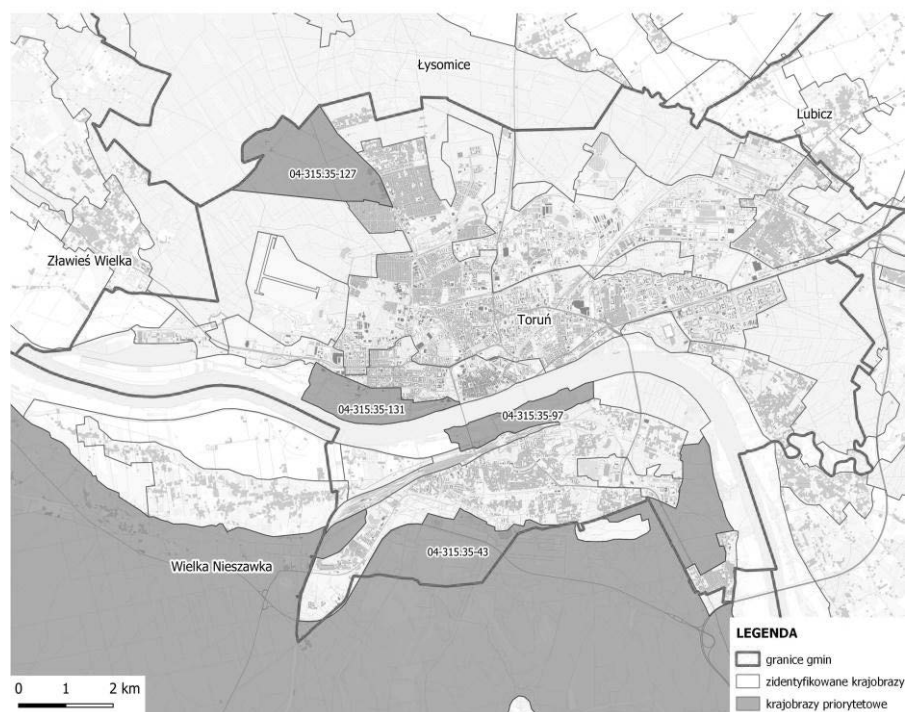 Łysomice
Lubicz
04-315.35-127
Zławieś Wielka
Toruń
04-315.35-131
04-315.35-97
04-315.35-43
Wielka Nieszawka
LEGENDA
granice gmin
zidentyfikowane krajobrazy
krajobrazy priorytetowe
0 1 2 km